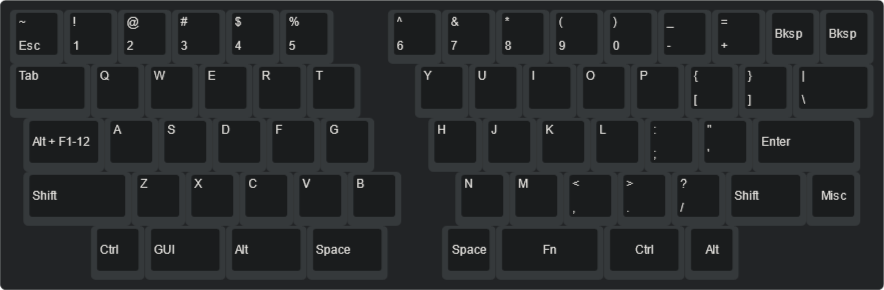 ~ ! @ # $ % ^ & * ( ) _ =
Esc 1 2 3 4 5 6 7 8 9 0 - + Bksp Bksp
Tab Q W E R T Y U I O P { } |
[ ] \
Alt + F1-12 A S D F G H J K L : " Enter
; '
Shift Z X C V B N M < > ? Shift Misc
, . /
Ctrl GUI Alt Space Space Fn Ctrl Alt